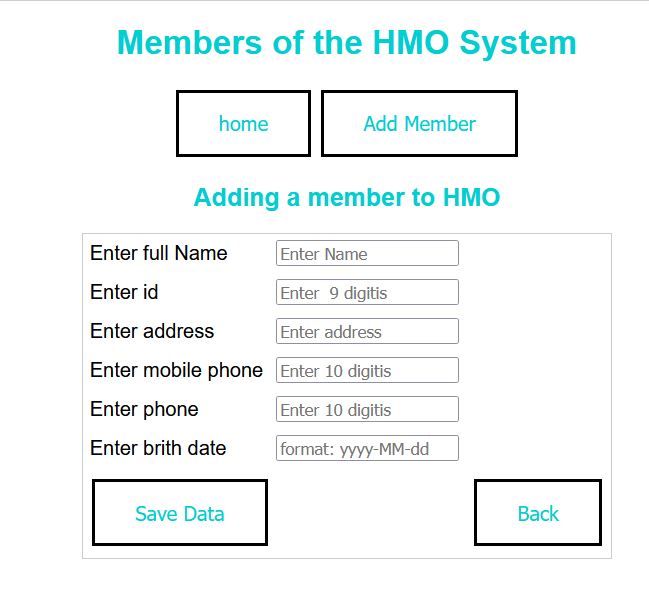 Members of the HMO System
home Add Member
Adding a member to HMO
Enter full Name Enter Name
Enter id Enter  9 digitis
Enter address Enter address
Enter mobile phone Enter 10 digitis
Enter phone Enter 10 digitis
Enter brith date format: yyyy-MM-dd
Save Data Back